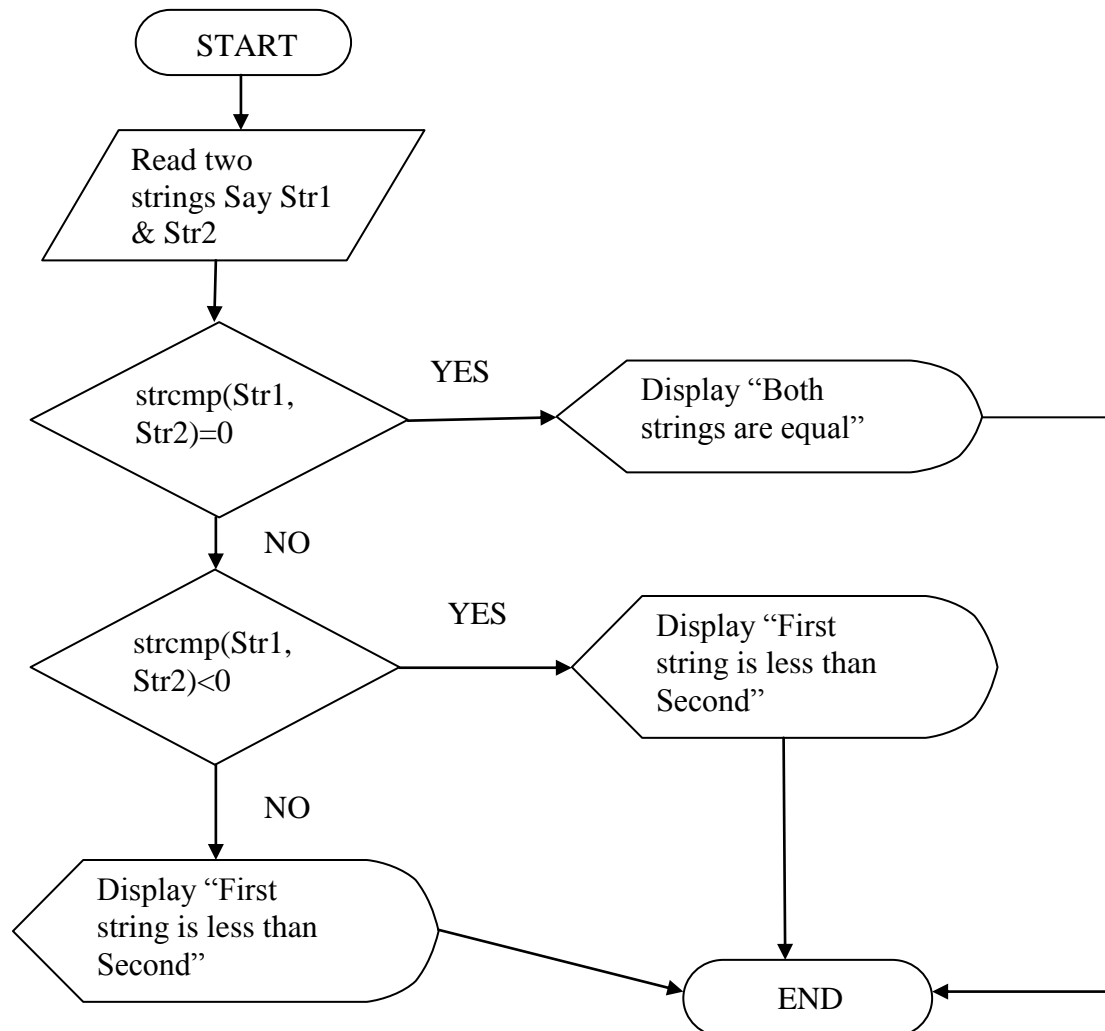 START
Read two
strings Say Str1
& Str2
strcmp(Str1,
Str2)=0
YES
Display “Both
strings are equal”
NO
strcmp(Str1,
Str2)<0
YES
Display “First
string is less than
Second”
NO
Display “First
string is less than
Second”
END